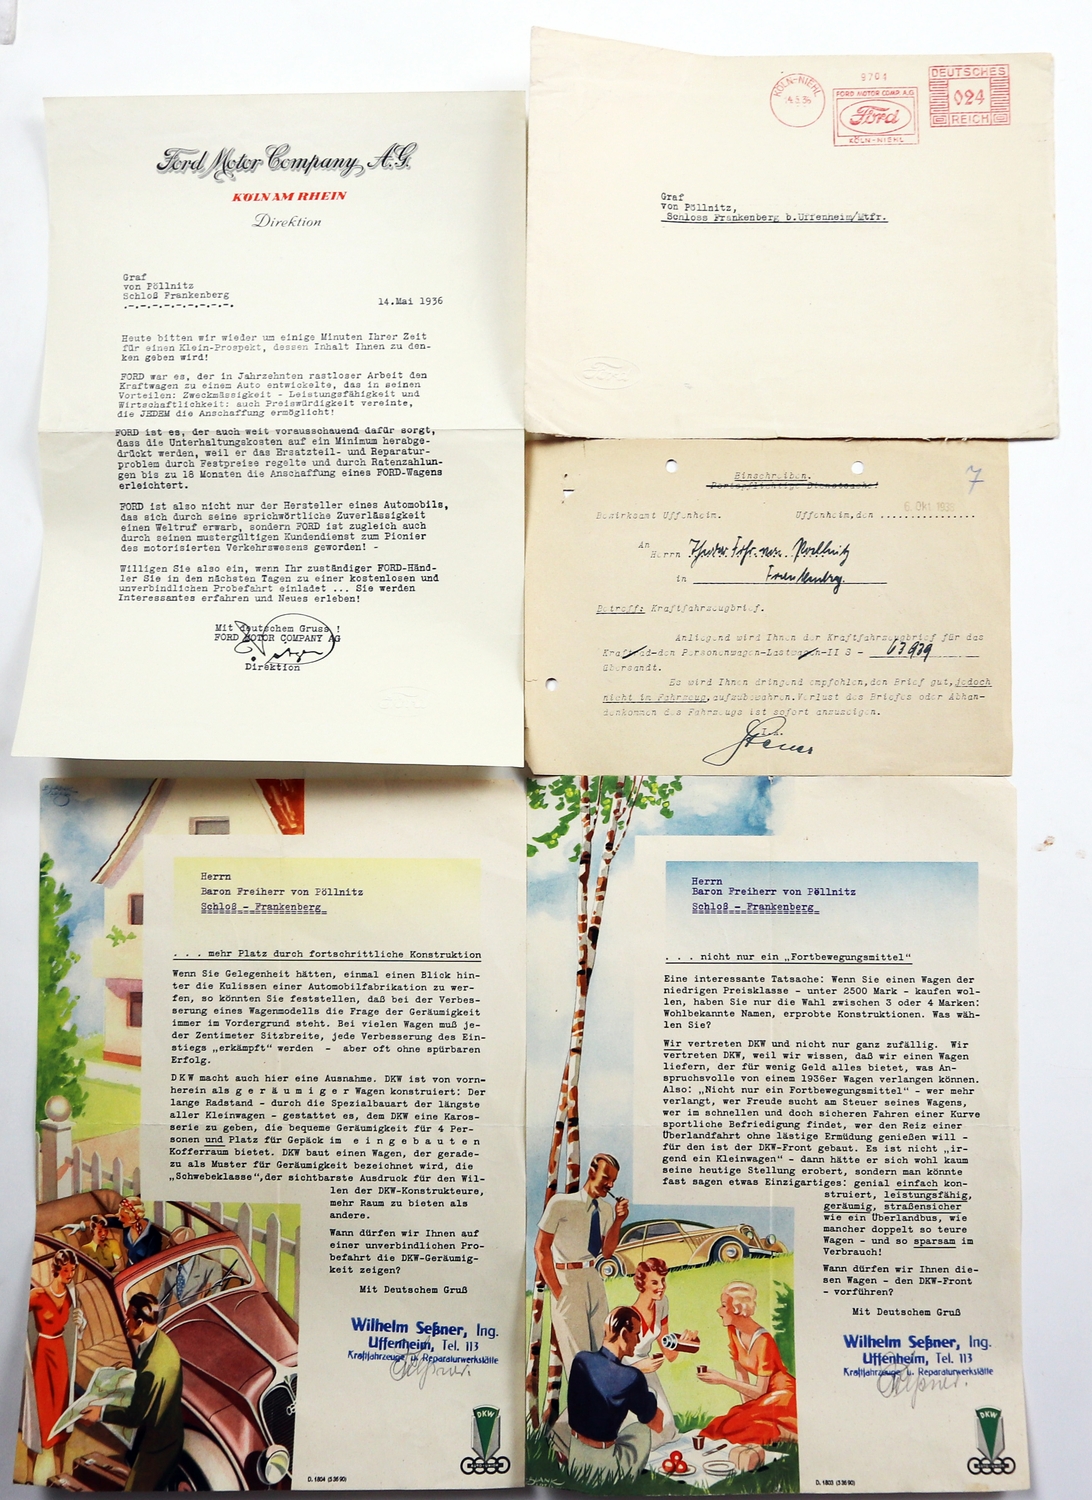 Ford Motor Company A.G.
KÖLN AM RHEIN
Direktion
Graf
von Pöllnitz
Schloß Frankenberg
14.Mai 1936
Heute bitten wir wieder um einige Minuten Ihrer Zeit
für einen Klein-Prospekt, dessen Inhalt Ihnen zu den-
ken geben wird!
FORD war es, der in Jahrzehnten rastloser Arbeit den
Kraftwagen zu einem Auto entwickelte, das in seinen
Vorteilen: Zweckmässigkeit - Leistungsfähigkeit und
Wirtschaftlichkeit: auch Preiswürdigkeit vereinte,
die JEDEM die Anschaffung ermöglicht!
FORD ist es, der auch weit vorausschauend dafür sorgt,
dass die Unterhaltungskosten auf ein Minimum herabge-
drückt werden, weil er das Ersatzteil- und Reparatur-
problem durch Festpreise regelte und durch Ratenzahlun-
gen bis zu 18 Monaten die Anschaffung eines FORD-Wagens
erleichtert.
FORD ist also nicht nur der Hersteller eines Automobils,
das sich durch seine sprichwörtliche Zuverlässigkeit
einen Weltruf erwarb, sondern FORD ist zugleich auch
durch seinen mustergültigen Kundendienst zum Pionier
des motorisierten Verkehrswesens geworden! -
Willigen Sie also ein, wenn Ihr zuständiger FORD-Händ-
ler Sie in den nächsten Tagen zu einer kostenlosen und
unverbindlichen Probefahrt einladet ... Sie werden
Interessantes erfahren und Neues erleben!
Mit deutschem Gruss !
FORD MOTOR COMPANY AG
Direktion
KÖLN-NIEHL
14.5.36
9701
FORD MOTOR COMP. A.G.
Ford
KÖLN-NIEHL
DEUTSCHES
024
REICH
Graf
von Pöllnitz,
Schloss Frankenberg b.Uffenheim/Mtfr.
Einschreiben.
Portopflichtige Dienstsache!
7
Bezirksamt Uffenheim.
Uffenheim,den ...............
6. Okt. 193
An
Herrn
Frhr. von Poellnitz
in Frankenberg.
Betreff: Kraftfahrzeugbrief.
Anliegend wird Ihnen der Kraftfahrzeugbrief für das
Kraftrad-den Personenwagen-Lastwagen-II S - 63939
übersandt.
Es wird Ihnen dringend empfohlen,den Brief gut,jedoch
nicht im Fahrzeug,aufzubewahren.Verlust des Briefes oder Abhan-
denkommen des Fahrzeugs ist sofort anzuzeigen.
Herrn
Baron Freiherr von Pöllnitz
Schloß - Frankenberg
. . . mehr Platz durch fortschrittliche Konstruktion
Wenn Sie Gelegenheit hätten, einmal einen Blick hin-
ter die Kulissen einer Automobilfabrikation zu wer-
fen, so könnten Sie feststellen, daß bei der Verbes-
serung eines Wagenmodells die Frage der Geräumigkeit
immer im Vordergrund steht. Bei vielen Wagen muß je-
der Zentimeter Sitzbreite, jede Verbesserung des Ein-
stiegs „erkämpft" werden - aber oft ohne spürbaren
Erfolg.
DKW macht auch hier eine Ausnahme. DKW ist von vorn-
herein als g e r ä u m i g e r Wagen konstruiert: Der
lange Radstand - durch die Spezialbauart der längste
aller Kleinwagen - gestattet es, dem DKW eine Karos-
serie zu geben, die bequeme Geräumigkeit für 4 Per-
sonen und Platz für Gepäck im e i n g e b a u t e n
Kofferraum bietet. DKW baut einen Wagen, der gerade-
zu als Muster für Geräumigkeit bezeichnet wird, die
„Schwebeklasse",der sichtbarste Ausdruck für den Wil-
len der DKW-Konstrukteure,
mehr Raum zu bieten als
andere.
Wann dürfen wir Ihnen auf
einer unverbindlichen Pro-
befahrt die DKW-Geräumig-
keit zeigen?
Mit Deutschem Gruß
Wilhelm Seßner, Ing.
Uffenheim, Tel. 113
Kraftfahrzeuge u. Reparaturwerkstätte
Seßner.
DKW
D. 1804 (3 36 90)
Herrn
Baron Freiherr von Pöllnitz
Schloß - Frankenberg
. . . nicht nur ein „Fortbewegungsmittel"
Eine interessante Tatsache: Wenn Sie einen Wagen der
niedrigen Preisklasse - unter 2500 Mark - kaufen wol-
len, haben Sie nur die Wahl zwischen 3 oder 4 Marken:
Wohlbekannte Namen, erprobte Konstruktionen. Was wäh-
len Sie?
Wir vertreten DKW und nicht nur ganz zufällig. Wir
vertreten DKW, weil wir wissen, daß wir einen Wagen
liefern, der für wenig Geld alles bietet, was An-
spruchsvolle von einem 1936er Wagen verlangen können.
Also: „Nicht nur ein Fortbewegungsmittel" - wer mehr
verlangt, wer Freude sucht am Steuer seines Wagens,
wer im schnellen und doch sicheren Fahren einer Kurve
sportliche Befriedigung findet, wer den Reiz einer
Überlandfahrt ohne lästige Ermüdung genießen will -
für den ist der DKW-Front gebaut. Es ist nicht „ir-
gend ein Kleinwagen" - dann hätte er sich wohl kaum
seine heutige Stellung erobert, sondern man könnte
fast sagen etwas Einzigartiges: genial einfach kon-
struiert, leistungsfähig,
geräumig, straßensicher
wie ein Überlandbus, wie
mancher doppelt so teure
Wagen - und so sparsam im
Verbrauch!
Wann dürfen wir Ihnen die-
sen Wagen - den DKW-Front
- vorführen?
Mit Deutschem Gruß
Wilhelm Seßner, Ing.
Uffenheim, Tel. 113
Kraftfahrzeuge u. Reparaturwerkstätte
Seßner.
DKW
D. 1803 (3 36 90)